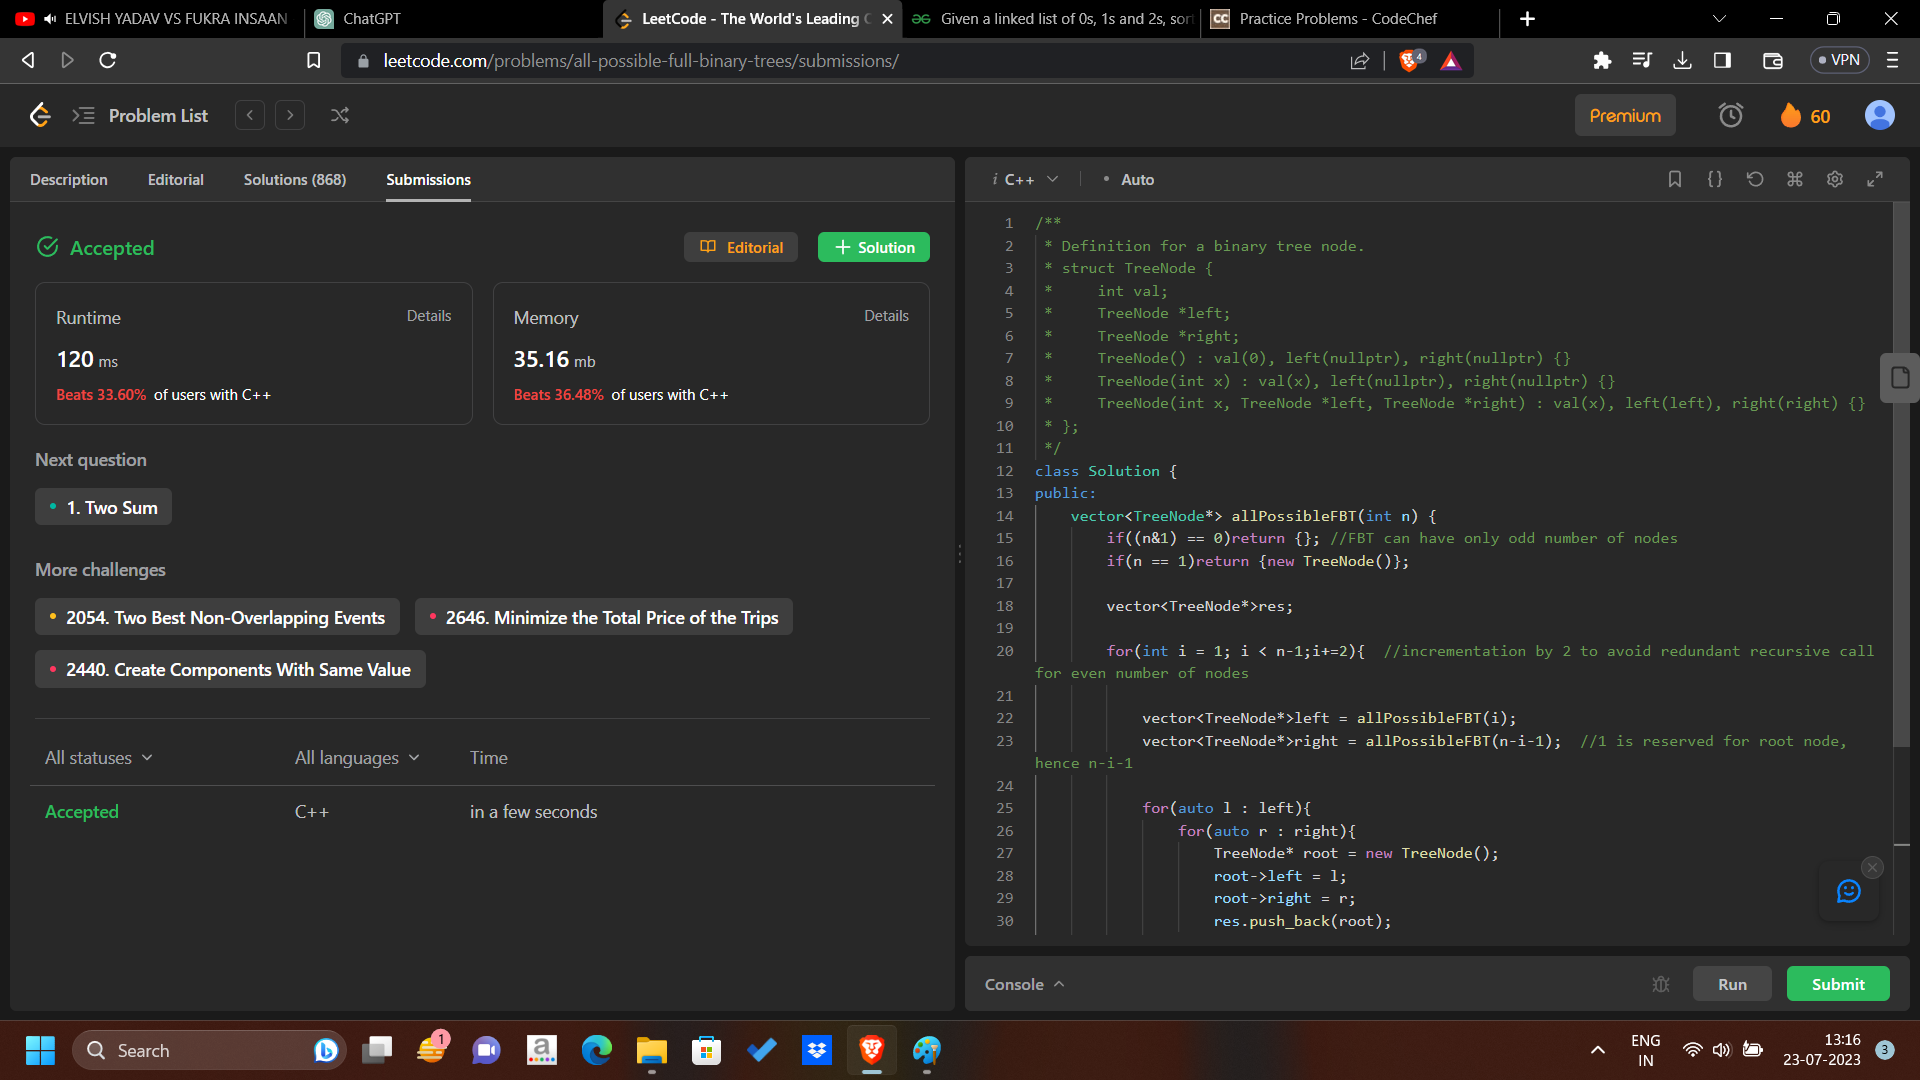 ELVISH YADAV VS FUKRA INSAAN
ChatGPT
LeetCode - The World's Leading
Given a linked list of 0s, 1s and 2s, sor
CC
Practice Problems - CodeChef
leetcode.com/problems/all-possible-full-binary-trees/submissions/
4
VPN
Problem List
Premium
60
Description
Editorial
Solutions (868)
Submissions
Accepted
Editorial
Solution
Runtime
Details
120 ms
Beats 33.60% of users with C++
Memory
Details
35.16 mb
Beats 36.48% of users with C++
Next question
1. Two Sum
More challenges
2054. Two Best Non-Overlapping Events
2646. Minimize the Total Price of the Trips
2440. Create Components With Same Value
All statuses
All languages
Time
Accepted
C++
in a few seconds
i C++
Auto
1 /**
2 * Definition for a binary tree node.
3 * struct TreeNode {
4 *     int val;
5 *     TreeNode *left;
6 *     TreeNode *right;
7 *     TreeNode() : val(0), left(nullptr), right(nullptr) {}
8 *     TreeNode(int x) : val(x), left(nullptr), right(nullptr) {}
9 *     TreeNode(int x, TreeNode *left, TreeNode *right) : val(x), left(left), right(right) {}
10 * };
11 */
12 class Solution {
13 public:
14     vector<TreeNode*> allPossibleFBT(int n) {
15         if((n&1) == 0)return {}; //FBT can have only odd number of nodes
16         if(n == 1)return {new TreeNode()};
17
18         vector<TreeNode*>res;
19
20         for(int i = 1; i < n-1;i+=2){  //incrementation by 2 to avoid redundant recursive call
for even number of nodes
21
22             vector<TreeNode*>left = allPossibleFBT(i);
23             vector<TreeNode*>right = allPossibleFBT(n-i-1);  //1 is reserved for root node,
hence n-i-1
24
25             for(auto l : left){
26                 for(auto r : right){
27                     TreeNode* root = new TreeNode();
28                     root->left = l;
29                     root->right = r;
30                     res.push_back(root);
Console
Run
Submit
Search
1
a
ENG
IN
13:16
23-07-2023
3